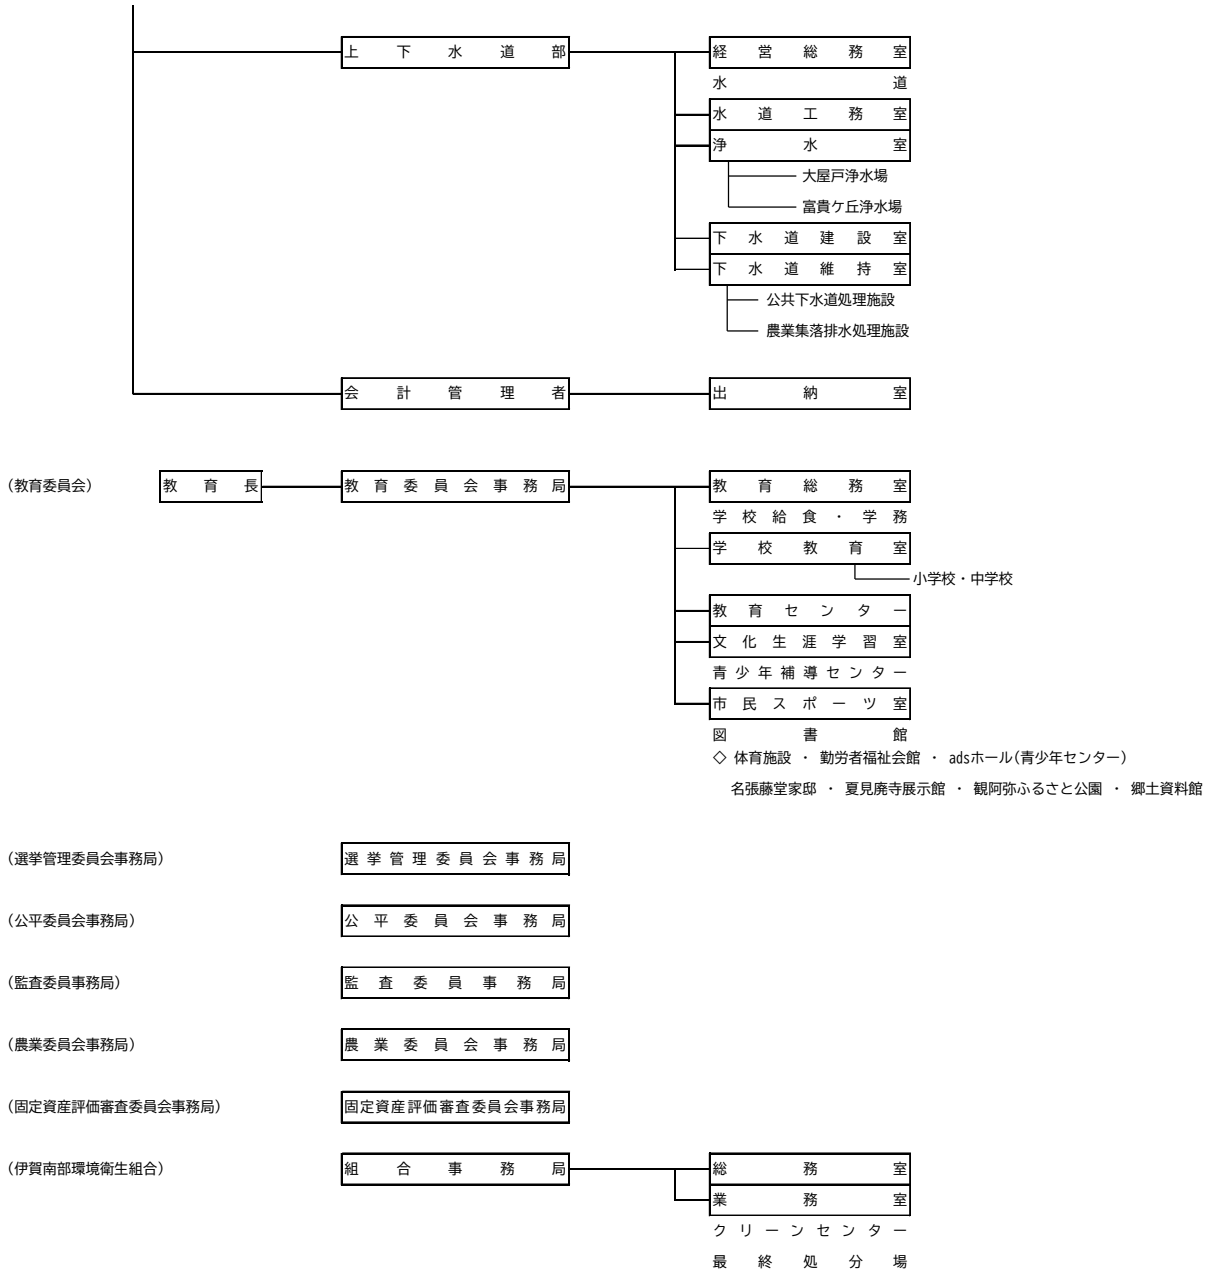 上下水道部 経営総務室
水道
水道工務室
浄水室
大屋戸浄水場
富貴ケ丘浄水場
下水道建設室
下水道維持室
公共下水道処理施設
農業集落排水処理施設
会計管理者 出納室
(教育委員会) 教育長 教育委員会事務局 教育総務室
学校給食・学務
学校教育室
小学校・中学校
教育センター
文化生涯学習室
青少年補導センター
市民スポーツ室
図書館
◇ 体育施設 ・ 勤労者福祉会館 ・ adsホール(青少年センター)
名張藤堂家邸 ・ 夏見廃寺展示館 ・ 観阿弥ふるさと公園 ・ 郷土資料館
(選挙管理委員会事務局) 選挙管理委員会事務局
(公平委員会事務局) 公平委員会事務局
(監査委員事務局) 監査委員事務局
(農業委員会事務局) 農業委員会事務局
(固定資産評価審査委員会事務局) 固定資産評価審査委員会事務局
(伊賀南部環境衛生組合) 組合事務局 総務室
業務室
クリーンセンター
最終処分場